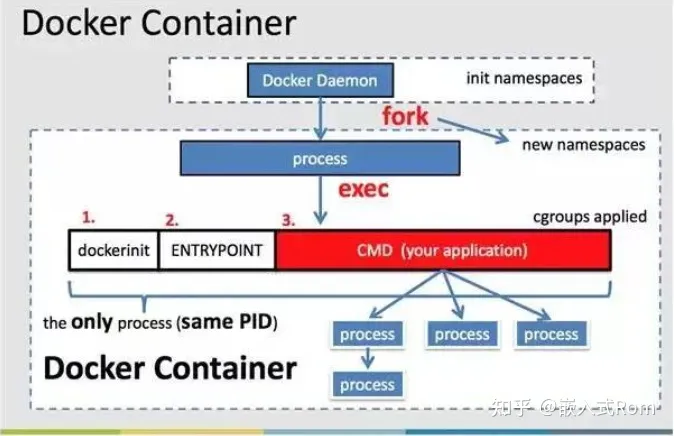 Docker Container
Docker Daemon
init namespaces
fork
new namespaces
process
exec
1.
2.
3.
cgroups applied
dockerinit
ENTRYPOINT
CMD (your application)
the only process (same PID)
process
process
process
Docker Container
process
知乎 @嵌入式Rom